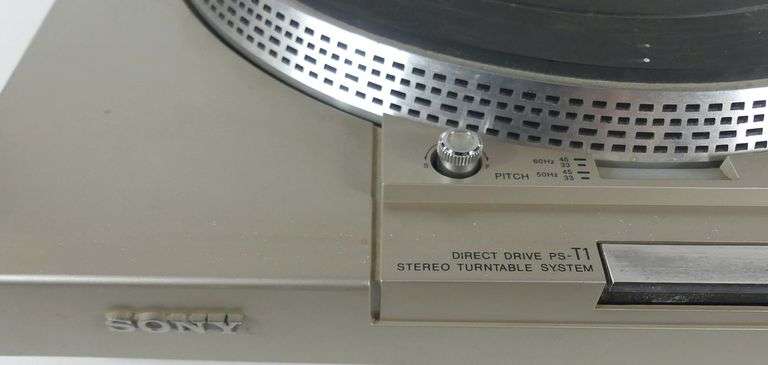 60Hz 45
33
PITCH 50Hz 45
33
DIRECT DRIVE PS-T1
STEREO TURNTABLE SYSTEM
SONY